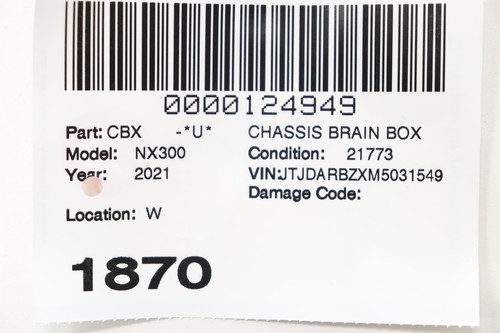 0000124949
Part: CBX -*U* CHASSIS BRAIN BOX
Model: NX300 Condition: 21773
Year: 2021 VIN:JTJDARBZXM5031549
Damage Code:
Location: W
1870